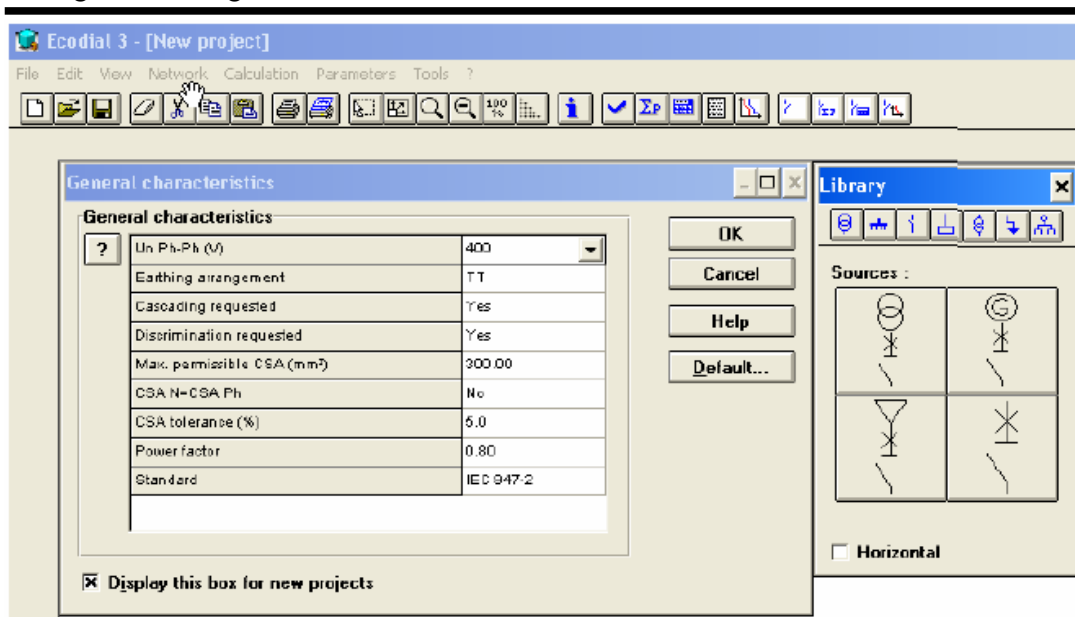 Ecodial 3 - [New project]
File Edit View Network Calculation Parameters Tools ?
100 %
ΣP
General characteristics
Library
General characteristics
?
Un Ph-Ph (V) 400
OK
Earthing arrangement TT
Cancel
Sources :
Cascading requested Yes
Help
G
Discrimination requested Yes
Max. permissible CSA (mm²) 300.00
Default...
CSA N=CSA Ph No
CSA tolerance (%) 5.0
Power factor 0.80
Standard IEC 947-2
Horizontal
Display this box for new projects